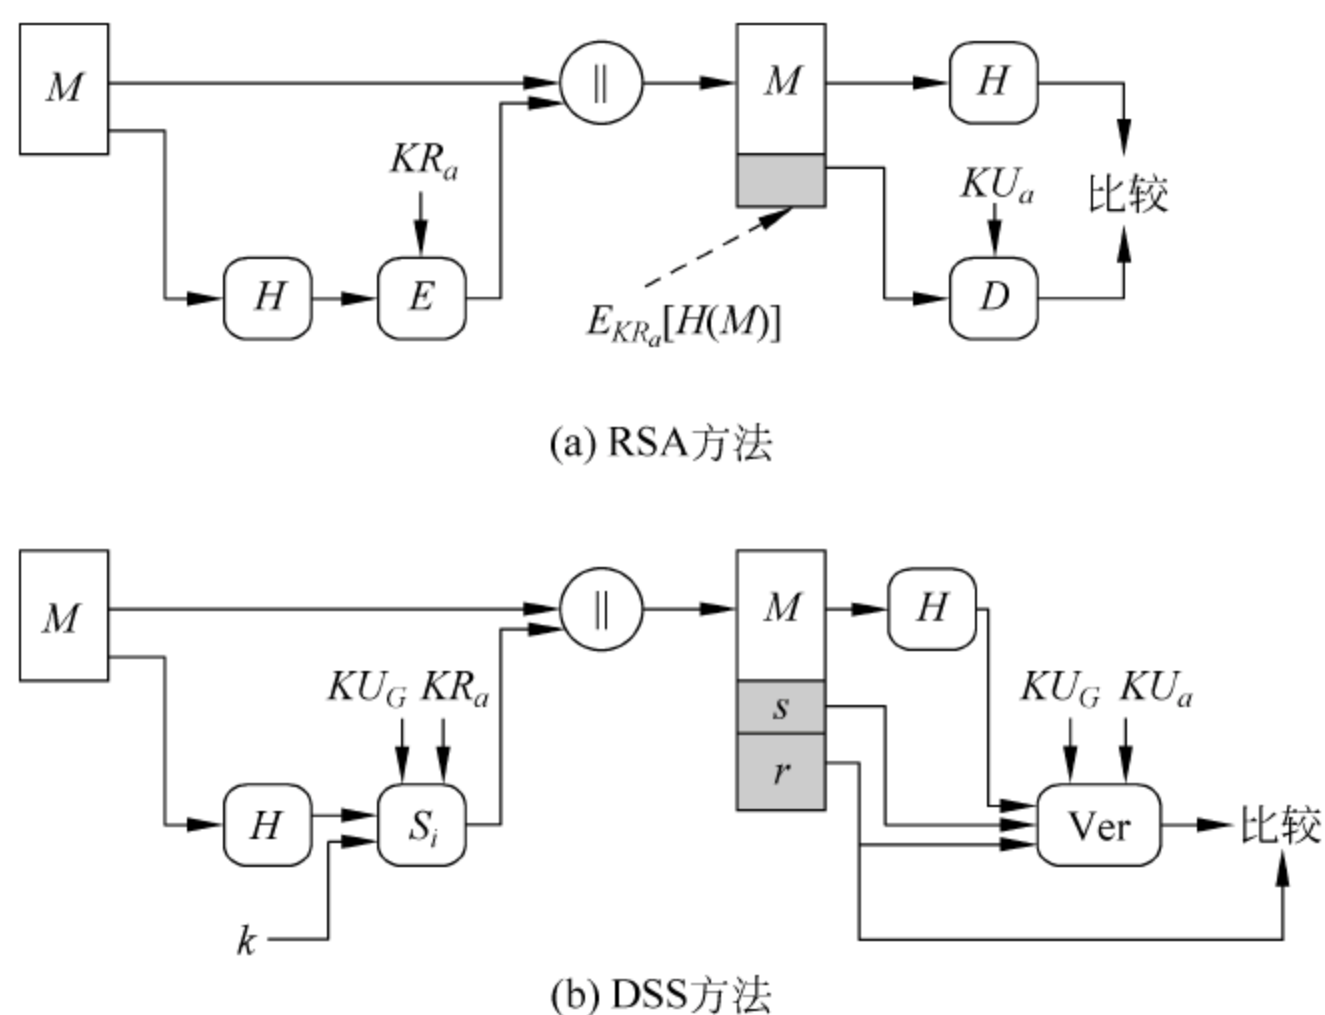 M
||
M
H
KRa
KUa
比较
H
E
D
EKRa[H(M)]
(a) RSA方法
M
||
M
H
KUG KRa
s
KUG KUa
r
H
Si
Ver
比较
k
(b) DSS方法